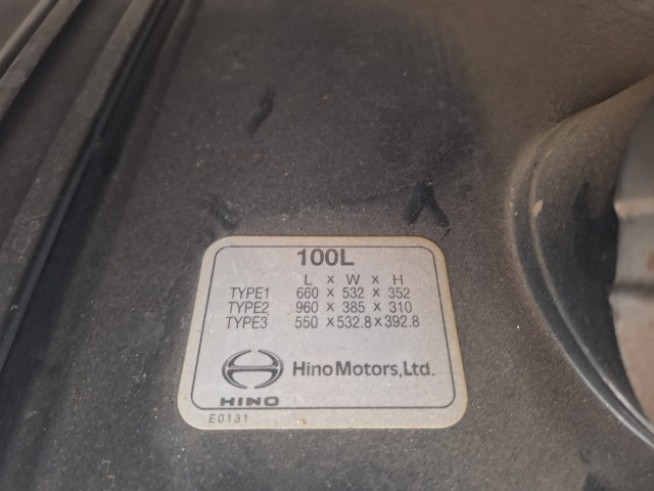 100L
L × W × H
TYPE1 660 × 532 × 352
TYPE2 960 × 385 × 310
TYPE3 550 × 532.8 × 392.8
Hino Motors, Ltd.
HINO
E0131